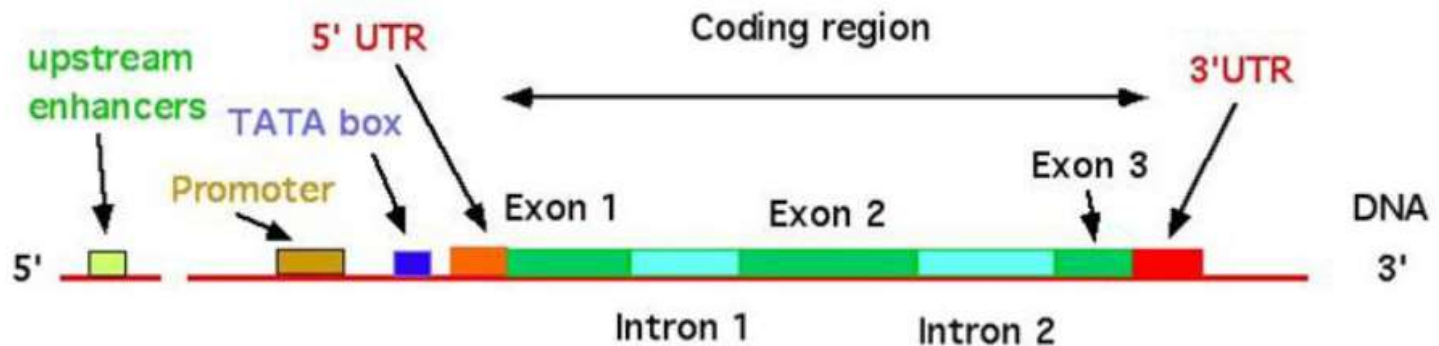 Coding region
5' UTR
3'UTR
upstream
enhancers
TATA box
Exon 3
Promoter
Exon 1
Exon 2
DNA
5'
3'
Intron 1
Intron 2